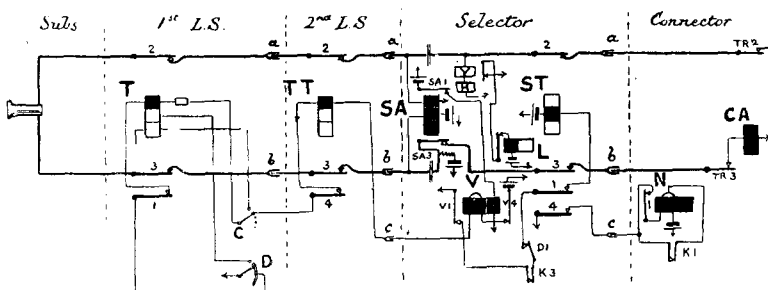 Subs 1st L.S. 2nd L.S Selector Connector
2 a 2 a 2 a TR2
T TT SA SA1 ST CA
SA3 L
3 b 3 b V 3 b N TR3
1 4 V1 V4 1 1
C c 4 c
D D1 K3 K1